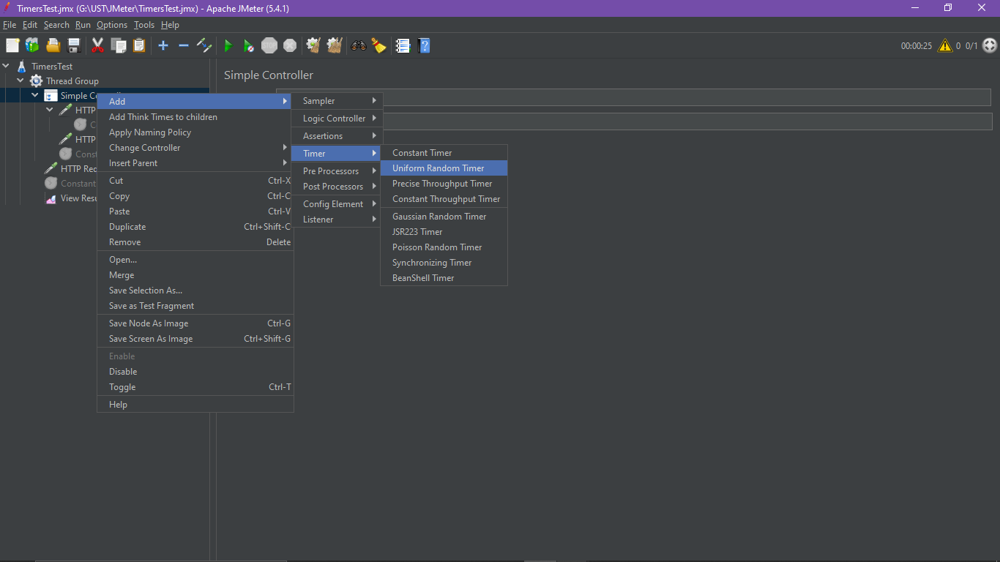 TimersTest.jmx (G:\UST\JMeter\TimersTest.jmx) - Apache JMeter (5.4.1)
File Edit Search Run Options Tools Help
STOP
00:00:25 0 0/1
TimersTest
Thread Group
Simple
HTTP
HTTP
HTTP
Constant
View
Simple Controller
Add
Add Think Times to children
Apply Naming Policy
Change Controller
Insert Parent
Cut Ctrl-X
Copy Ctrl-C
Paste Ctrl-V
Duplicate Ctrl+Shift-C
Remove Delete
Open...
Merge
Save Selection As...
Save as Test Fragment
Save Node As Image Ctrl-G
Save Screen As Image Ctrl+Shift-G
Enable
Disable
Toggle Ctrl-T
Help
Sampler
Logic Controller
Assertions
Timer
Pre Processors
Post Processors
Config Element
Listener
Constant Timer
Uniform Random Timer
Precise Throughput Timer
Constant Throughput Timer
Gaussian Random Timer
JSR223 Timer
Poisson Random Timer
Synchronizing Timer
BeanShell Timer